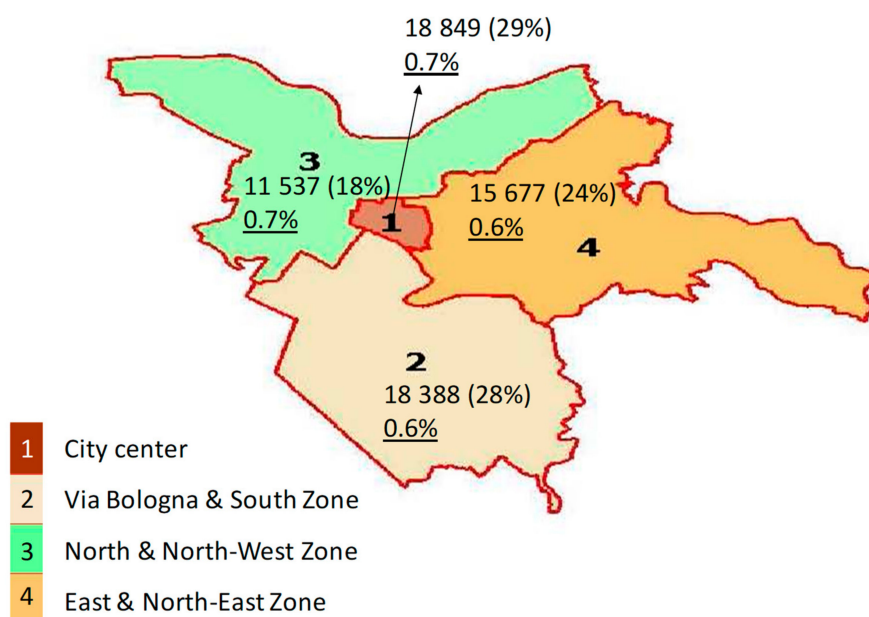 18 849 (29%)
0.7%
3
11 537 (18%)
0.7%
1
15 677 (24%)
0.6%
4
2
18 388 (28%)
0.6%
1 City center
2 Via Bologna & South Zone
3 North & North-West Zone
4 East & North-East Zone